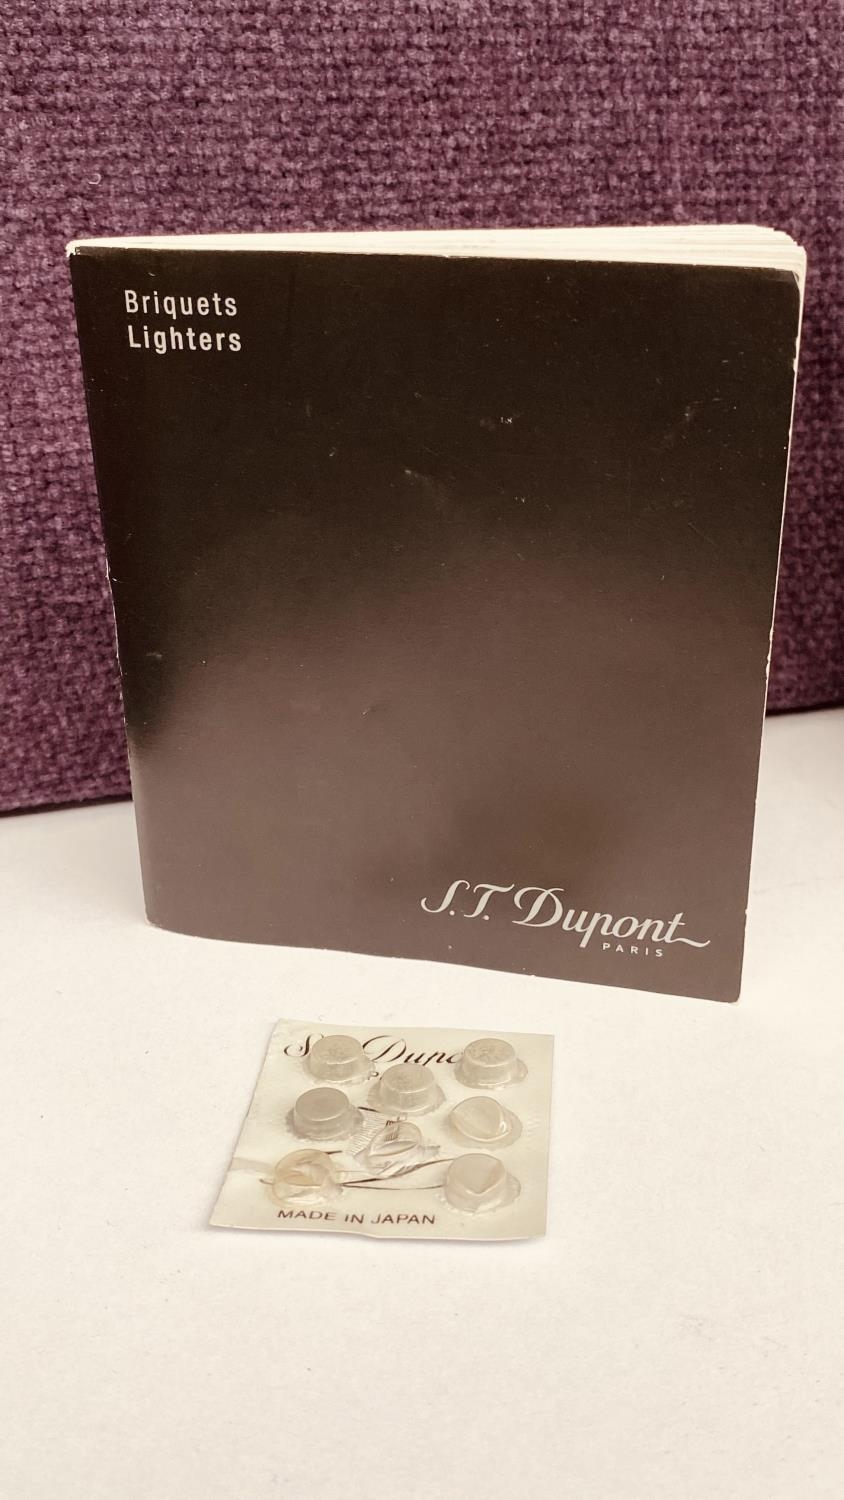 Briquets
Lighters
S.T. Dupont
PARIS
MADE IN JAPAN